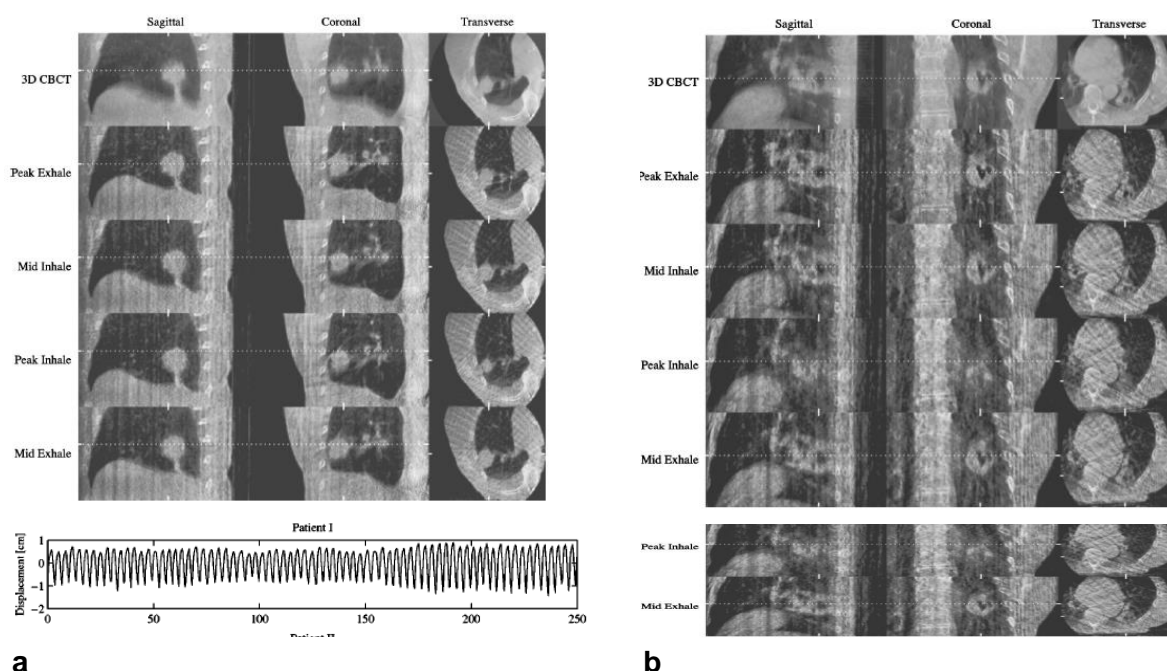 Sagittal Coronal Transverse
3D CBCT
Peak Exhale
Mid Inhale
Peak Inhale
Mid Exhale
Patient I
Displacement [cm]
1
0
−1
−2
0 50 100 150 200 250
a
Sagittal Coronal Transverse
3D CBCT
Peak Exhale
Mid Inhale
Peak Inhale
Mid Exhale
Peak Inhale
Mid Exhale
b